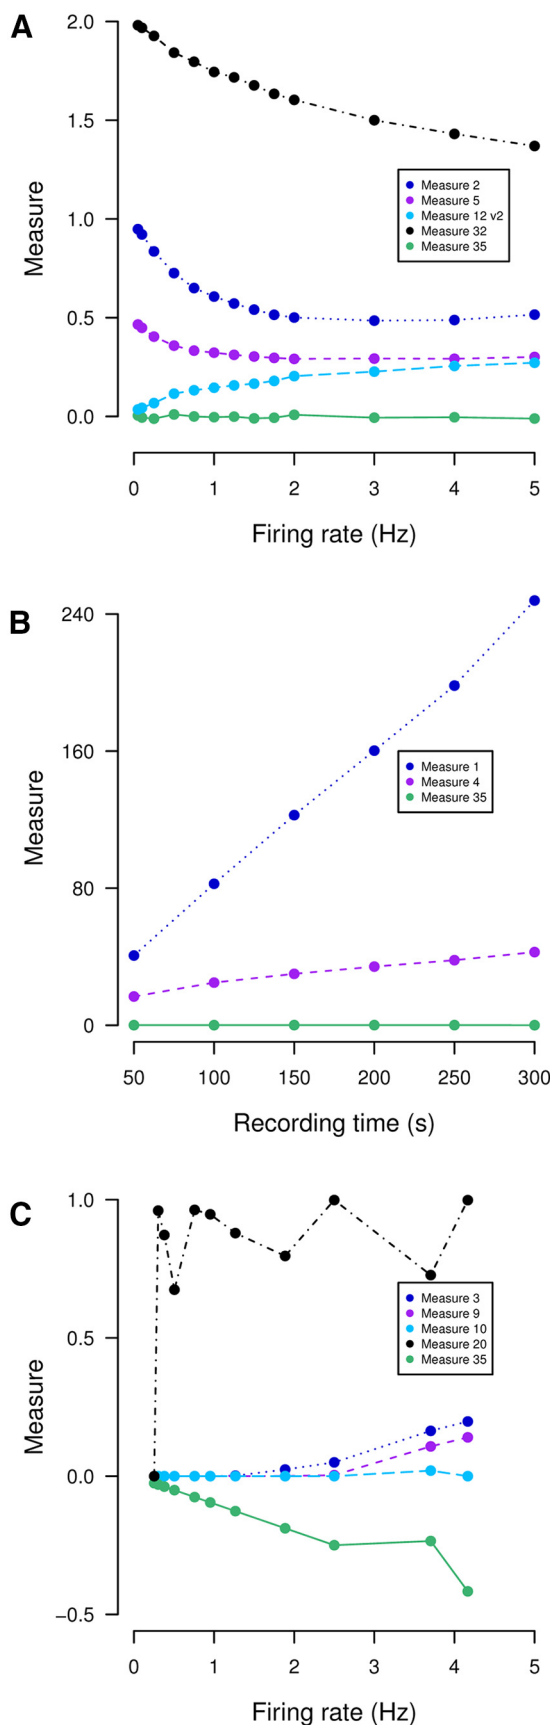 A
2.0
1.5
1.0
0.5
0.0
Measure
Measure 2
Measure 5
Measure 12 v2
Measure 32
Measure 35
0 1 2 3 4 5
Firing rate (Hz)
B
240
160
80
0
Measure
Measure 1
Measure 4
Measure 35
50 100 150 200 250 300
Recording time (s)
C
1.0
0.5
0.0
−0.5
Measure
Measure 3
Measure 9
Measure 10
Measure 20
Measure 35
0 1 2 3 4 5
Firing rate (Hz)